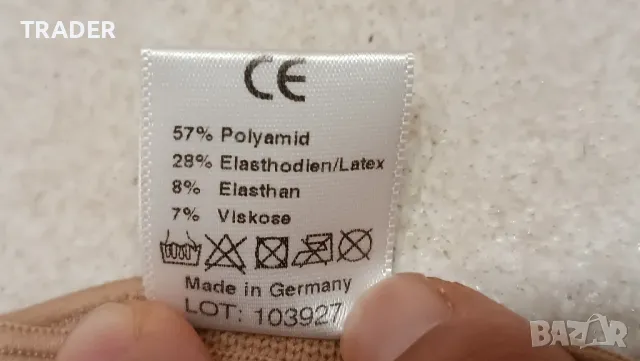 TRADER
CE
57% Polyamid
28% Elasthodien/Latex
8% Elasthan
7% Viskose
Made in Germany
LOT: 103927
BAZAR